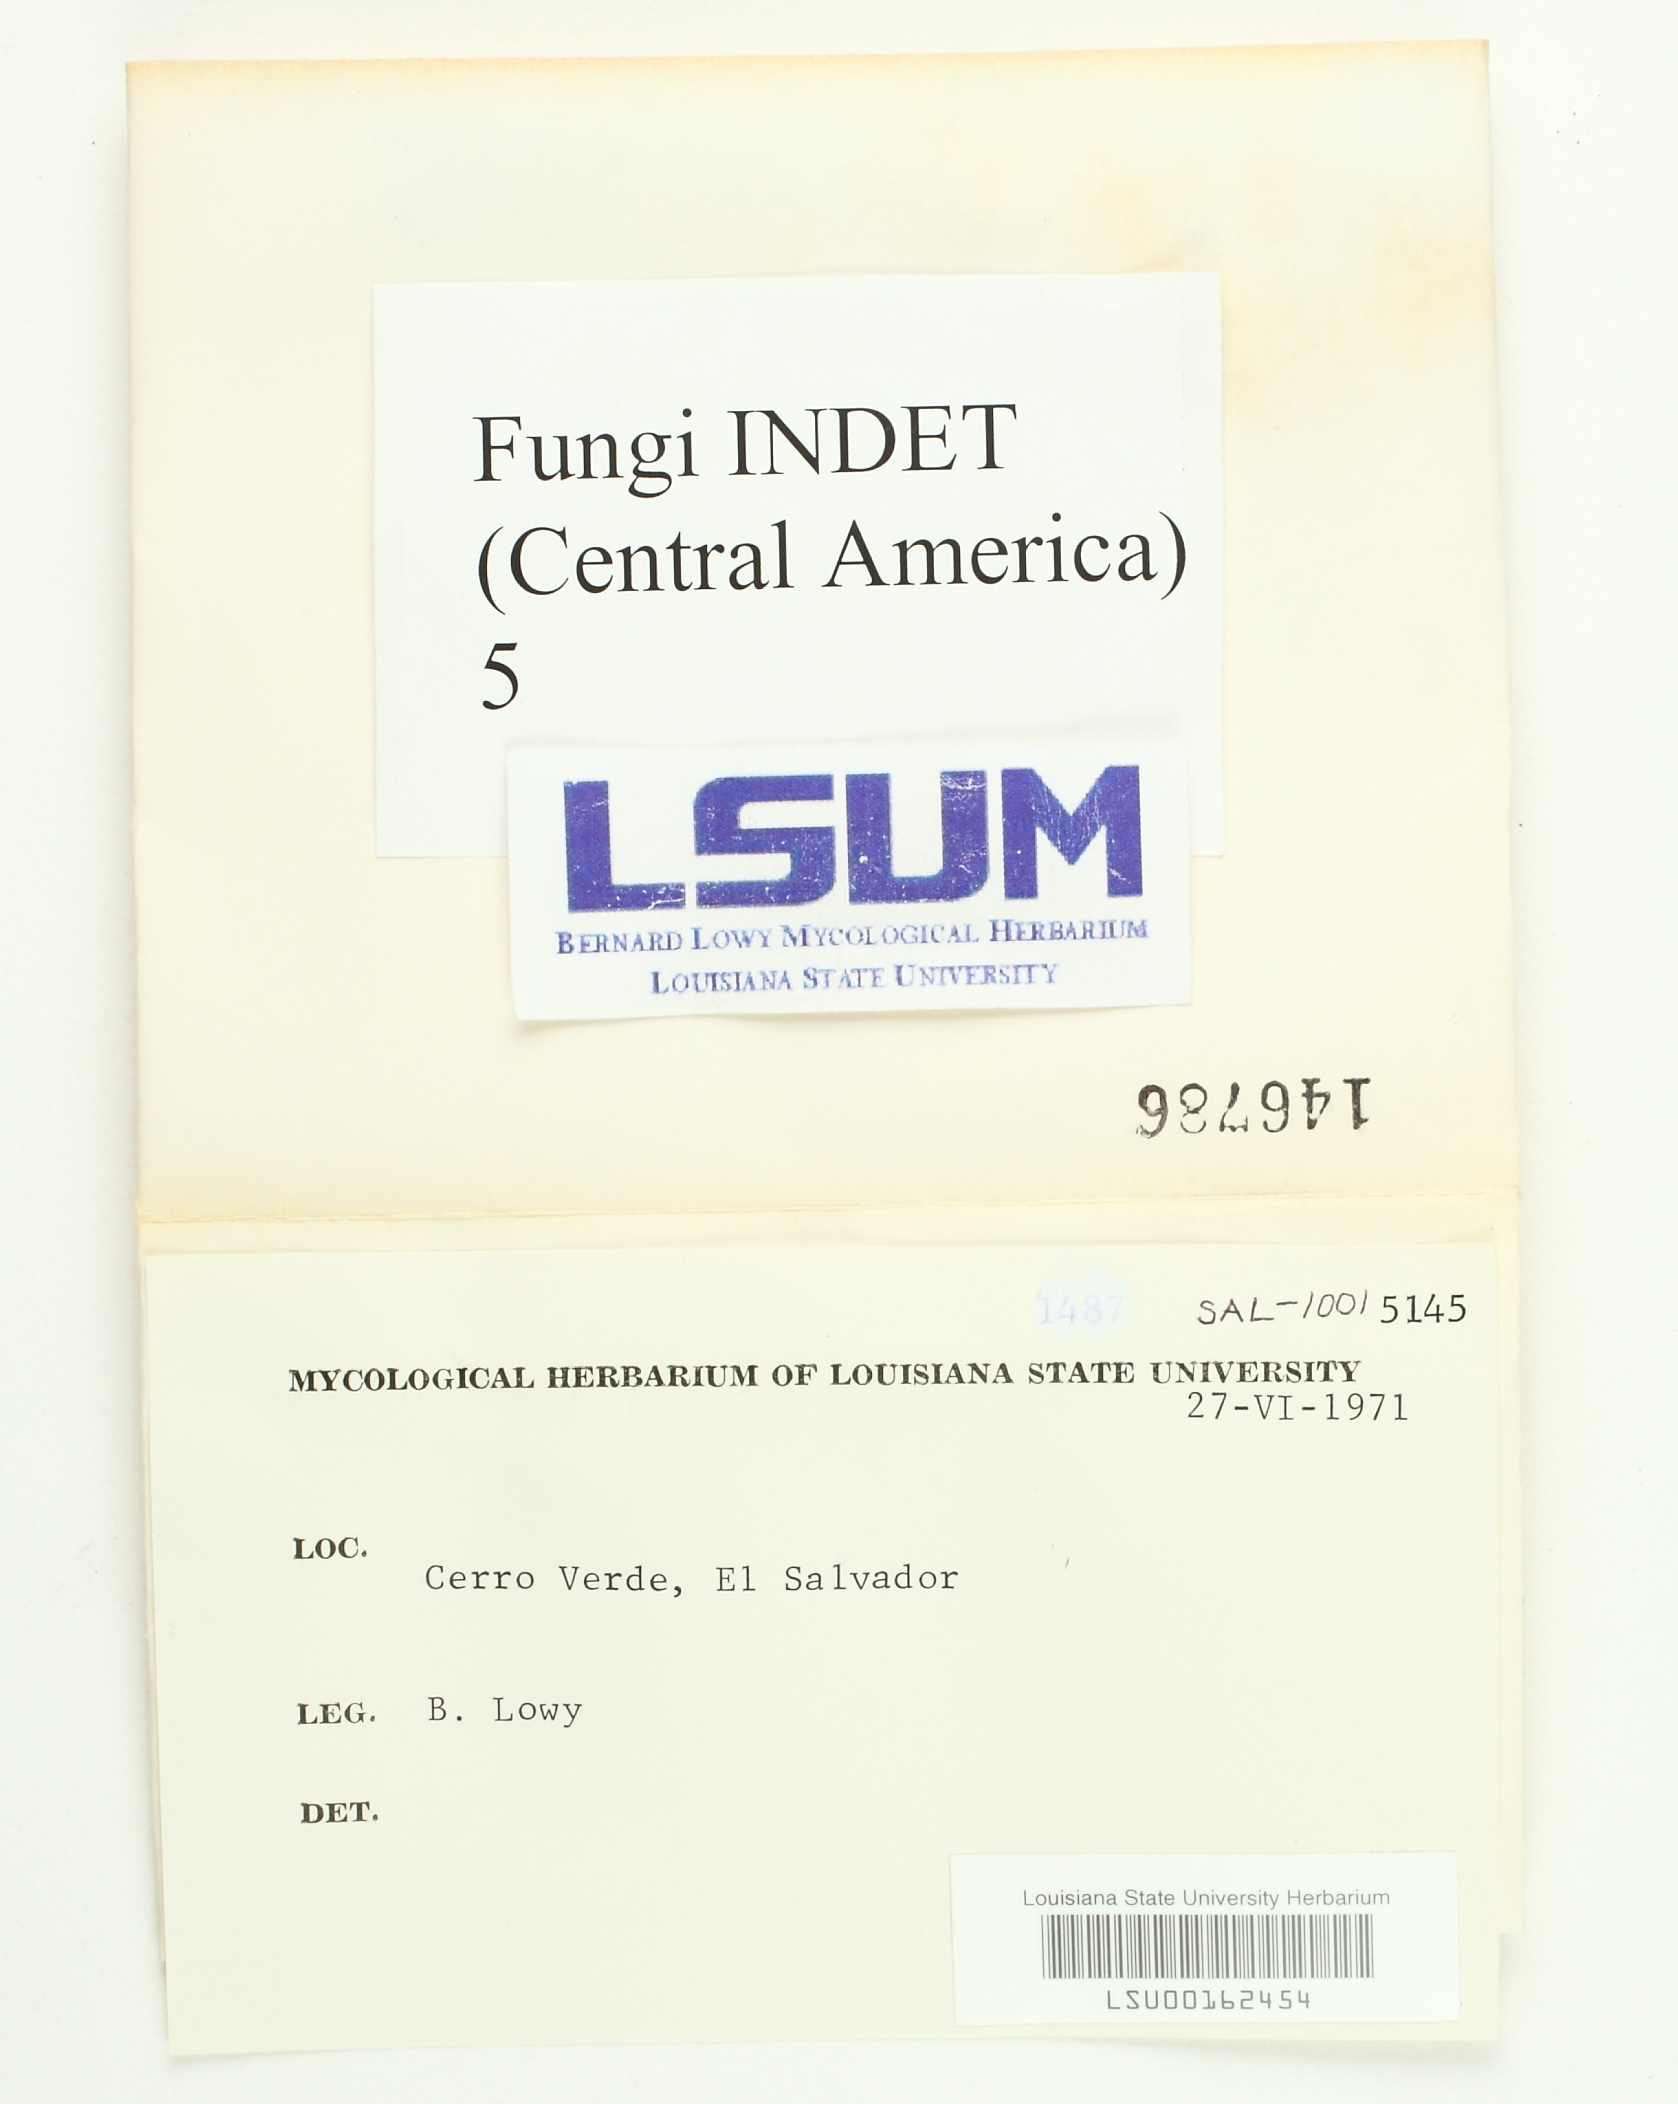 Fungi INDET
(Central America)
5
LSUM
BERNARD LOWY MYCOLOGICAL HERBARIUM
LOUISIANA STATE UNIVERSITY
146786
1487 SAL-1001 5145
MYCOLOGICAL HERBARIUM OF LOUISIANA STATE UNIVERSITY
27-VI-1971
LOC.
Cerro Verde, El Salvador
LEG. B. Lowy
DET.
Louisiana State University Herbarium
LSU00162454